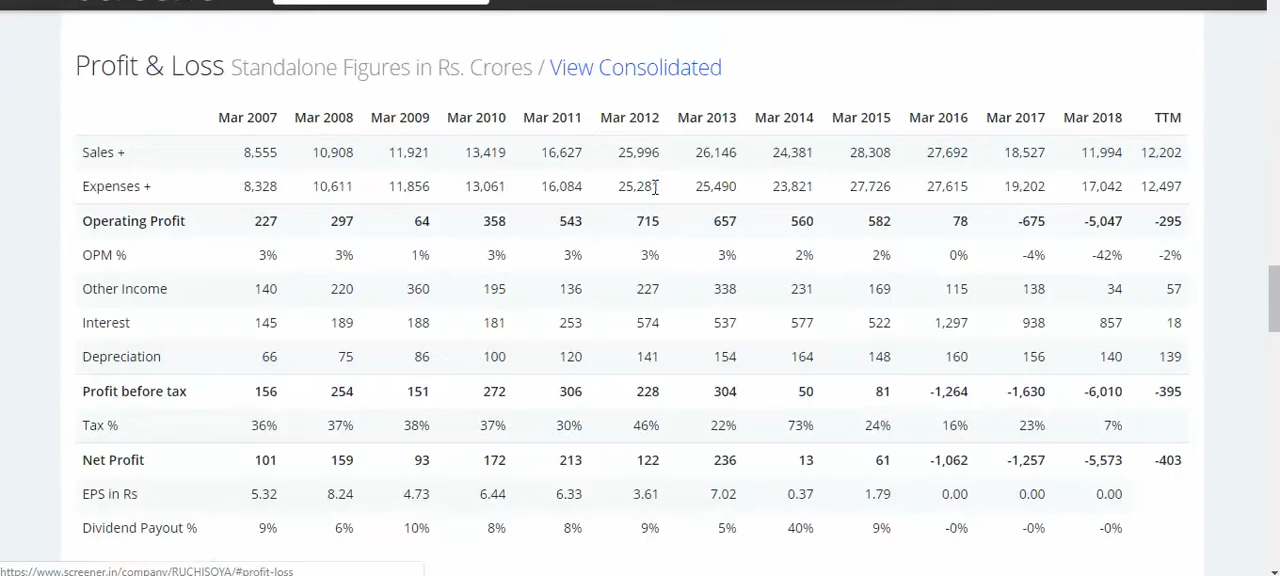 Profit & Loss Standalone Figures in Rs. Crores / View Consolidated
Mar 2007 Mar 2008 Mar 2009 Mar 2010 Mar 2011 Mar 2012 Mar 2013 Mar 2014 Mar 2015 Mar 2016 Mar 2017 Mar 2018 TTM
Sales + 8,555 10,908 11,921 13,419 16,627 25,996 26,146 24,381 28,308 27,692 18,527 11,994 12,202
Expenses + 8,328 10,611 11,856 13,061 16,084 25,490 23,821 27,726 27,615 19,202 17,042 12,497
Operating Profit 227 297 64 358 543 715 657 560 582 78 -675 -5,047 -295
OPM % 3% 3% 1% 3% 3% 3% 3% 2% 2% 0% -4% -42% -2%
Other Income 140 220 360 195 136 227 338 231 169 115 138 34 57
Interest 145 189 188 181 253 574 537 577 522 1,297 938 857 18
Depreciation 66 75 86 100 120 141 154 164 148 160 156 140 139
Profit before tax 156 254 151 272 306 228 304 50 81 -1,264 -1,630 -6,010 -395
Tax % 36% 37% 38% 37% 30% 46% 22% 73% 24% 16% 23% 7%
Net Profit 101 159 93 172 213 122 236 13 61 -1,062 -1,257 -5,573 -403
EPS in Rs 5.32 8.24 4.73 6.44 6.33 3.61 7.02 0.37 1.79 0.00 0.00 0.00
Dividend Payout % 9% 6% 10% 8% 8% 9% 5% 40% 9% -0% -0% -0%
https://www.screener.in/company/RUCHISOYA/#profit-loss